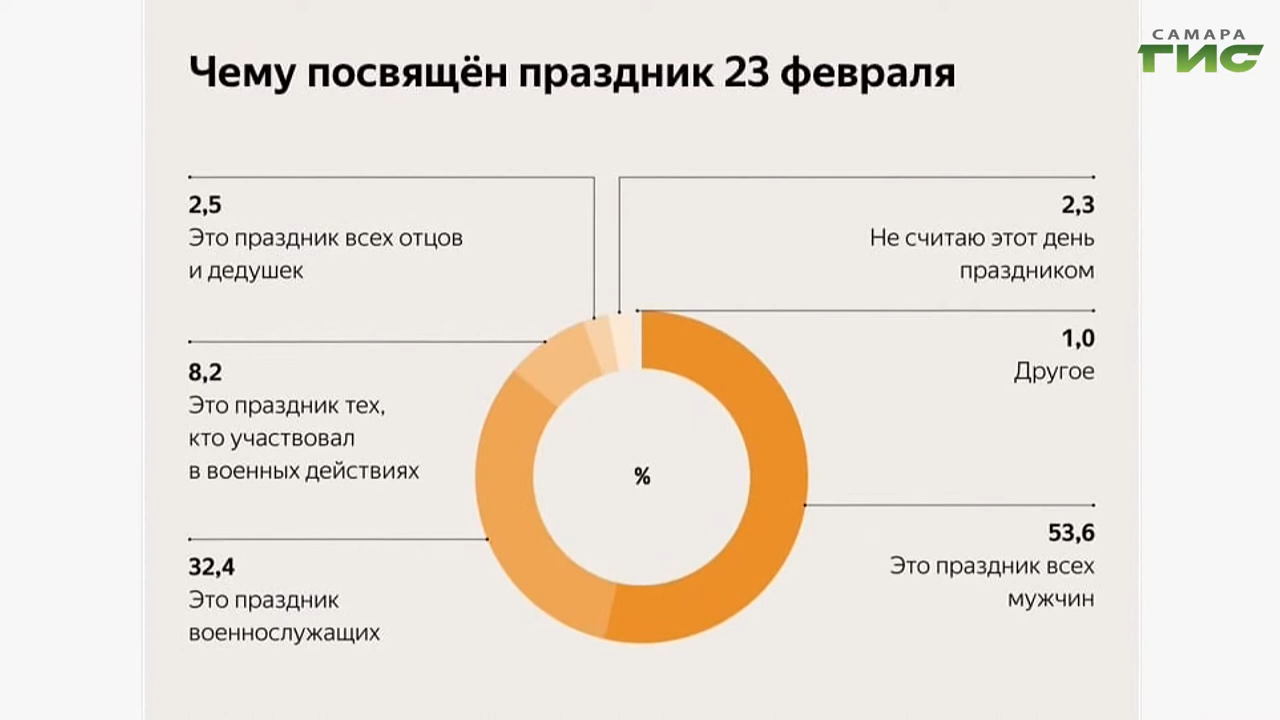 САМАРА
ГИС
Чему посвящён праздник 23 февраля
2,5
Это праздник всех отцов
и дедушек
2,3
Не считаю этот день
праздником
1,0
Другое
8,2
Это праздник тех,
кто участвовал
в военных действиях
%
53,6
Это праздник всех
мужчин
32,4
Это праздник
военнослужащих